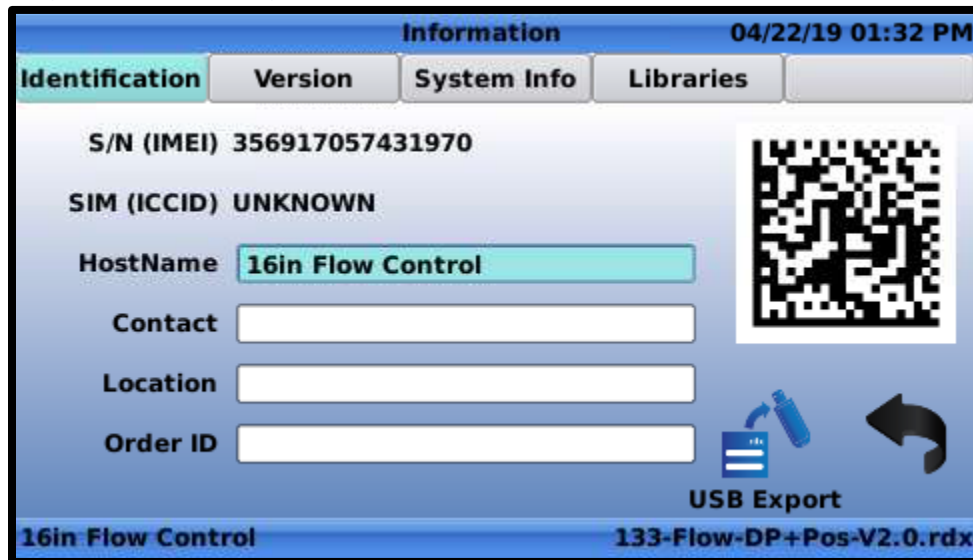 Information 04/22/19 01:32 PM
Identification Version System Info Libraries
S/N (IMEI) 356917057431970
SIM (ICCID) UNKNOWN
HostName 16in Flow Control
Contact
Location
Order ID
USB Export
16in Flow Control 133-Flow-DP+Pos-V2.0.rdx